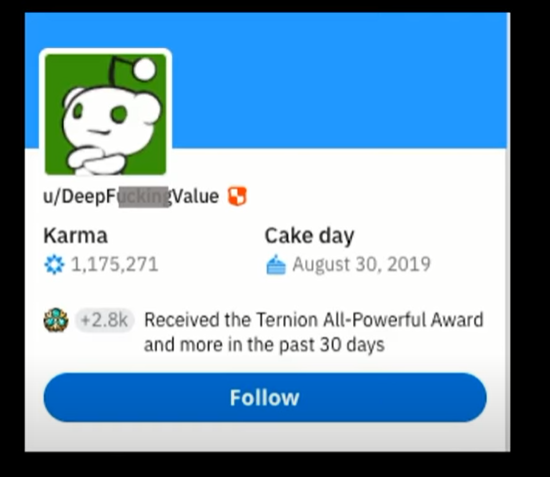 u/DeepFuckingValue
Karma
Cake day
1,175,271
August 30, 2019
+2.8k
Received the Ternion All-Powerful Award
and more in the past 30 days
Follow